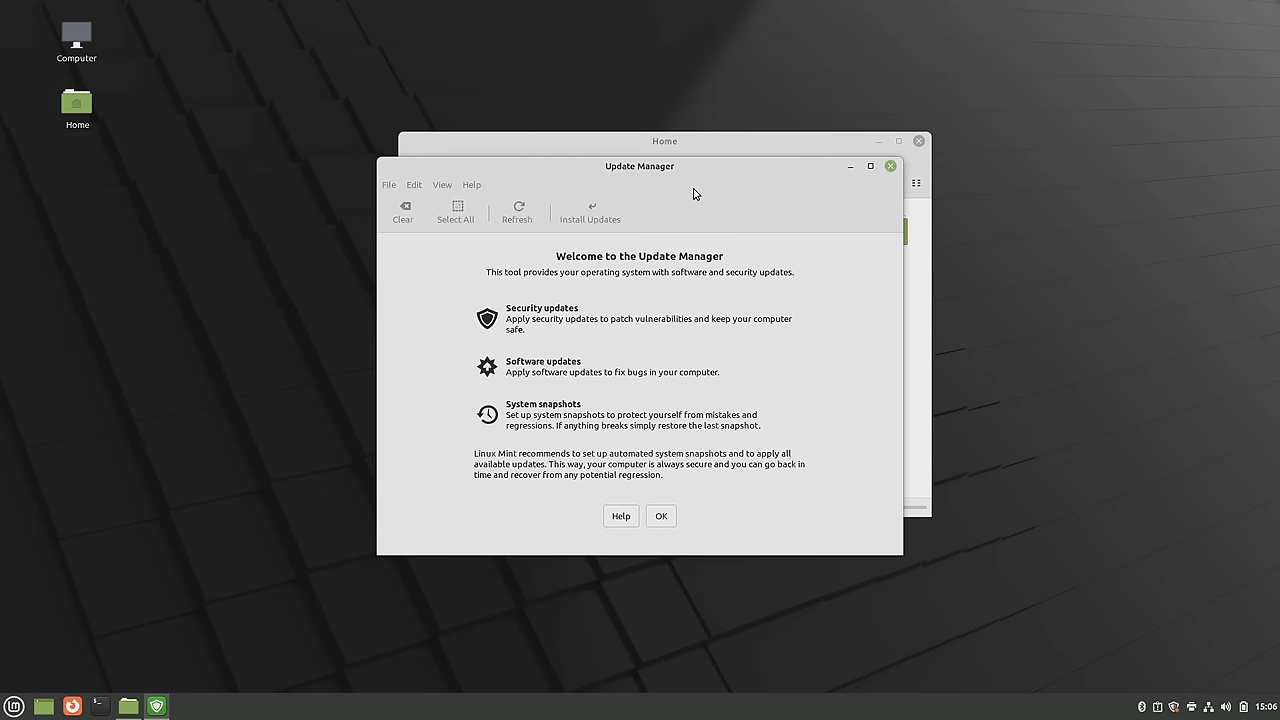 Computer
Home
Home
Update Manager
File Edit View Help
Clear Select All Refresh Install Updates
Welcome to the Update Manager
This tool provides your operating system with software and security updates.
Security updates
Apply security updates to patch vulnerabilities and keep your computer
safe.
Software updates
Apply software updates to fix bugs in your computer.
System snapshots
Set up system snapshots to protect yourself from mistakes and
regressions. If anything breaks simply restore the last snapshot.
Linux Mint recommends to set up automated system snapshots and to apply all
available updates. This way, your computer is always secure and you can go back in
time and recover from any potential regression.
Help OK
15:06